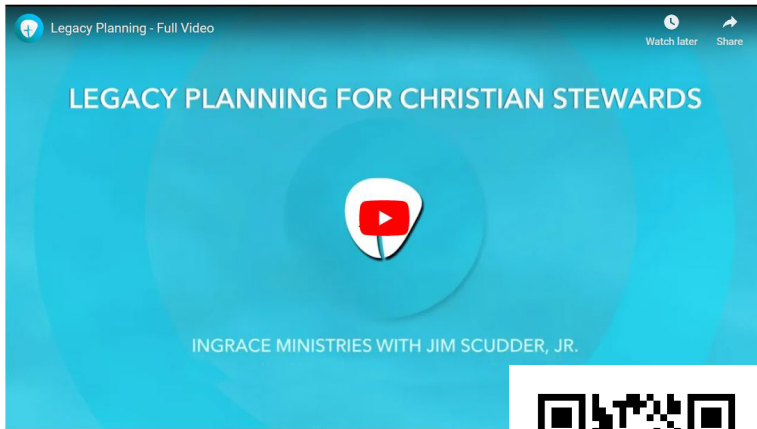 Legacy Planning - Full Video
Watch later
Share
LEGACY PLANNING FOR CHRISTIAN STEWARDS
INGRACE MINISTRIES WITH JIM SCUDDER, JR.